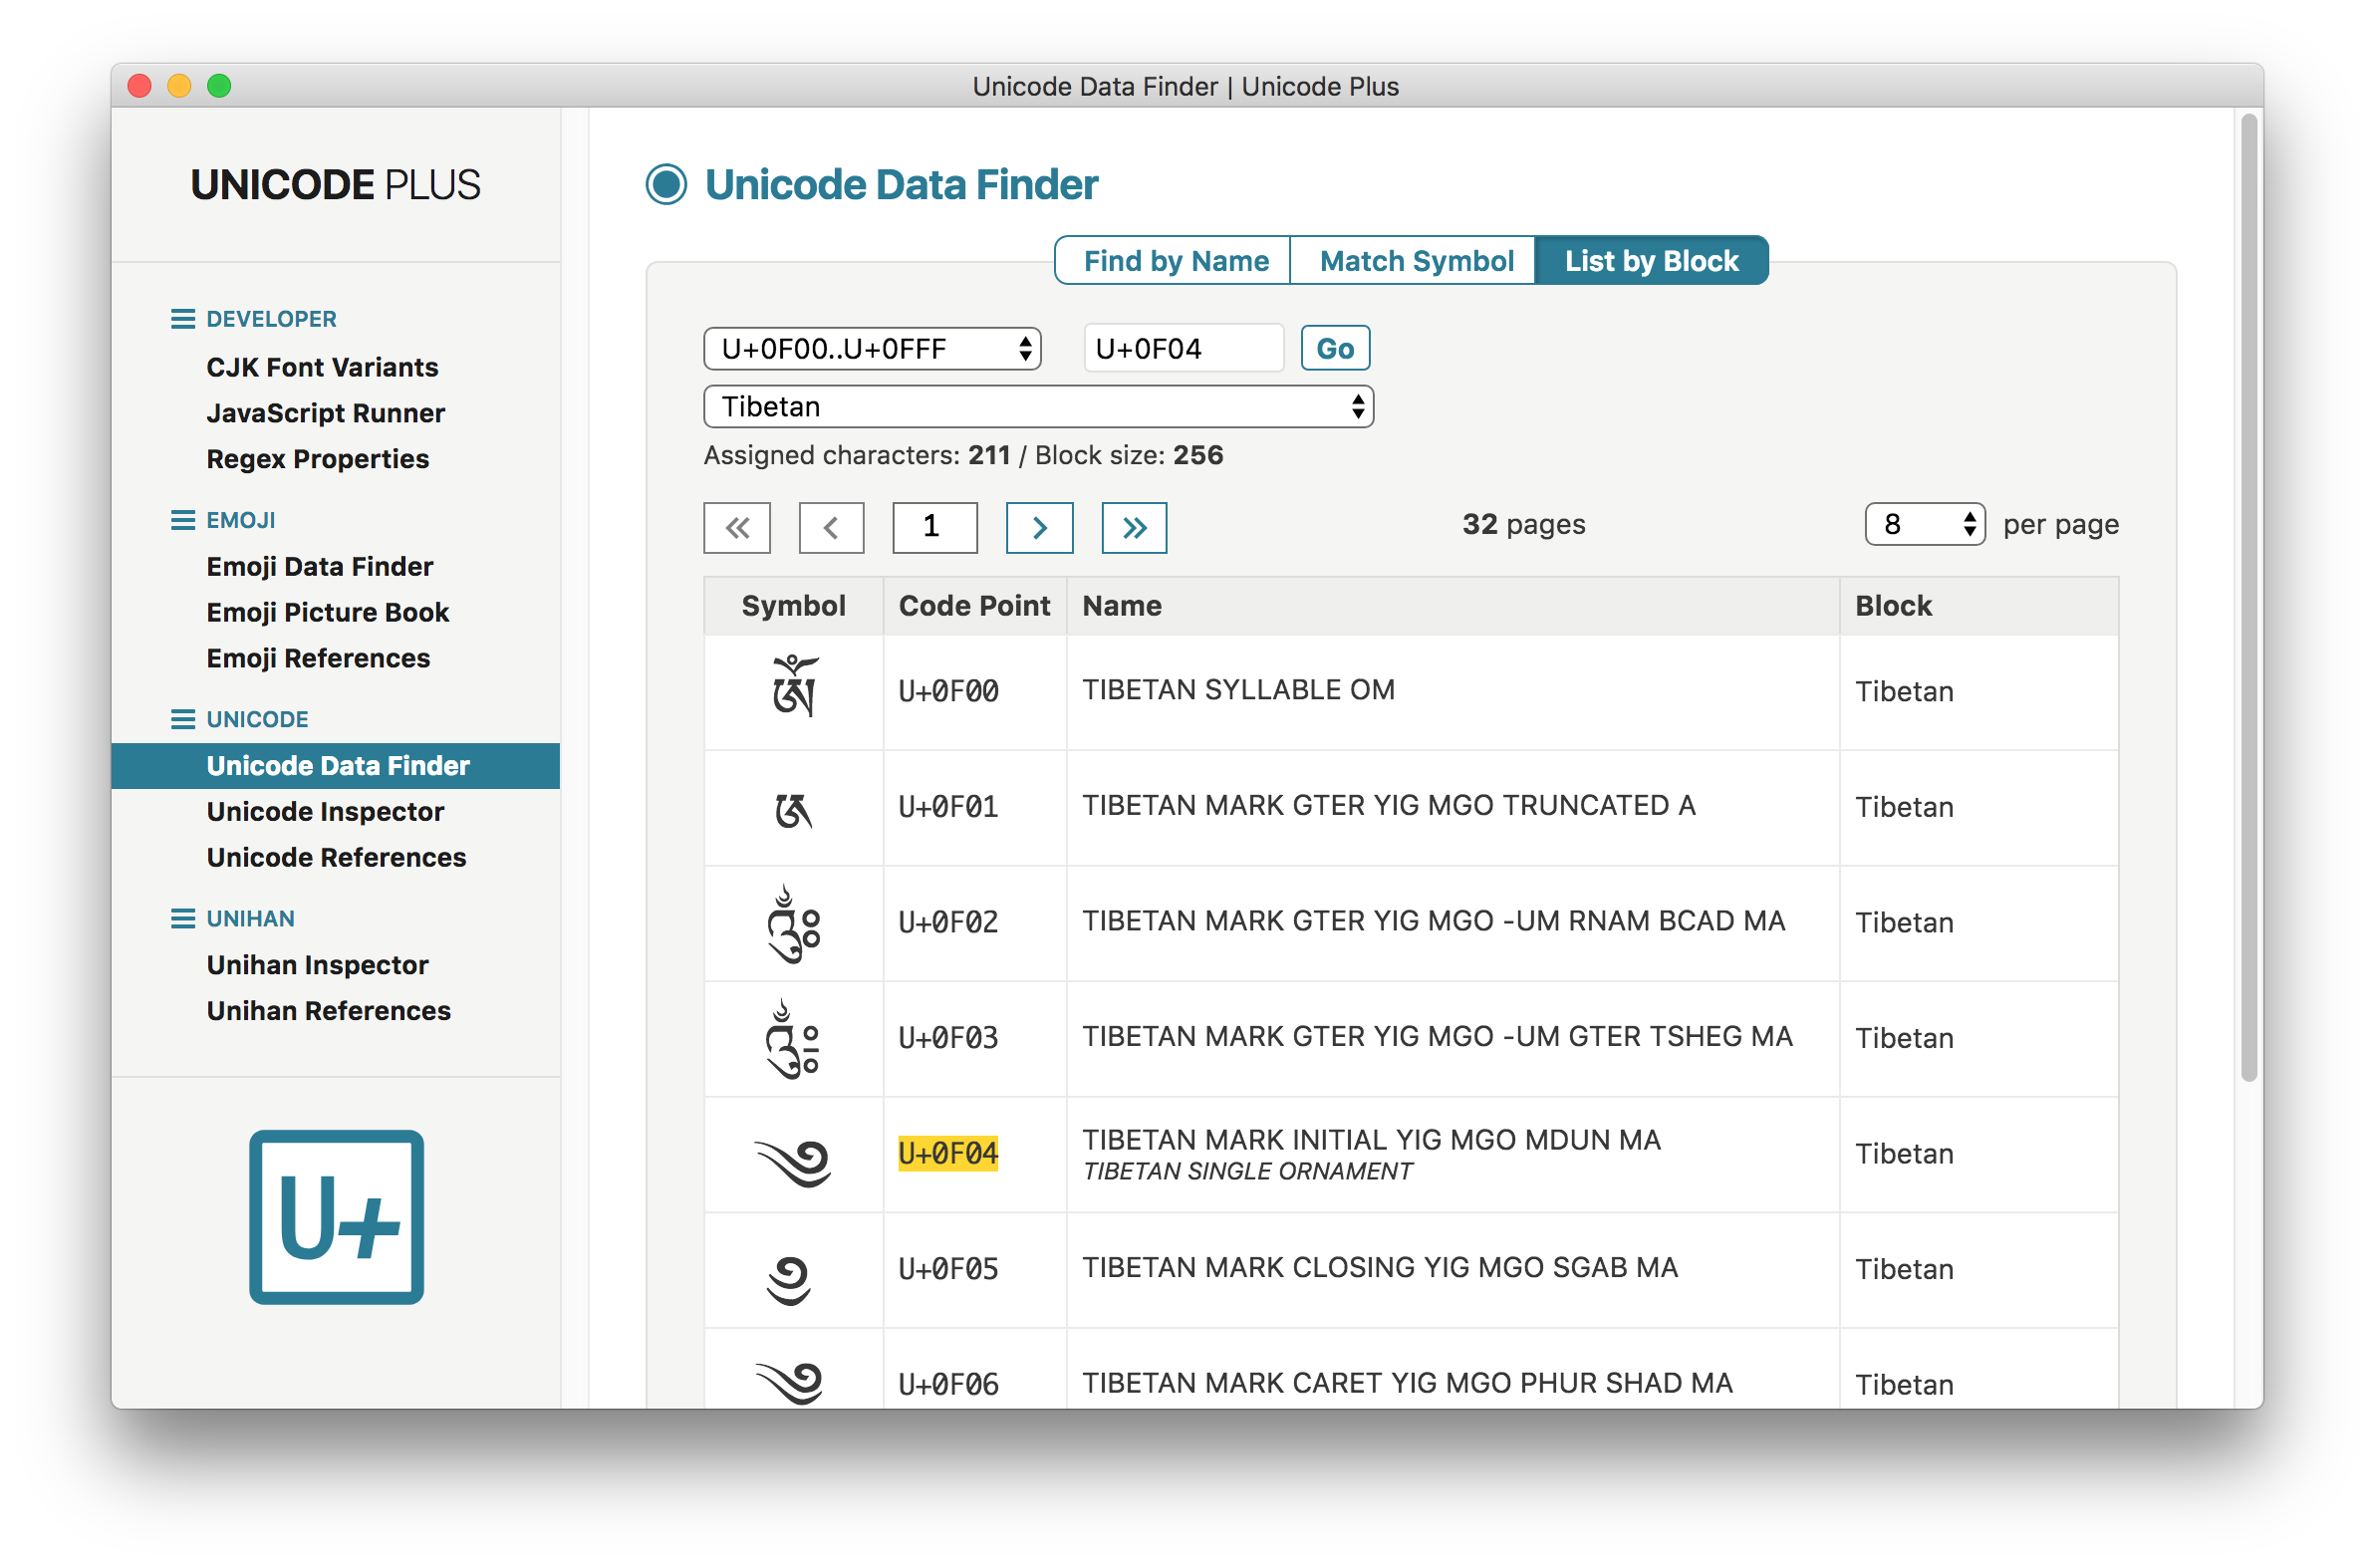 Unicode Data Finder | Unicode Plus
UNICODE PLUS
DEVELOPER
CJK Font Variants
JavaScript Runner
Regex Properties
EMOJI
Emoji Data Finder
Emoji Picture Book
Emoji References
UNICODE
Unicode Data Finder
Unicode Inspector
Unicode References
UNIHAN
Unihan Inspector
Unihan References
U+
Unicode Data Finder
Find by Name Match Symbol List by Block
U+0F00..U+0FFF U+0F04 Go
Tibetan
Assigned characters: 211 / Block size: 256
« ‹ 1 › » 32 pages 8 per page
Symbol Code Point Name Block
ༀ U+0F00 TIBETAN SYLLABLE OM Tibetan
༁ U+0F01 TIBETAN MARK GTER YIG MGO TRUNCATED A Tibetan
༂ U+0F02 TIBETAN MARK GTER YIG MGO -UM RNAM BCAD MA Tibetan
༃ U+0F03 TIBETAN MARK GTER YIG MGO -UM GTER TSHEG MA Tibetan
༄ U+0F04 TIBETAN MARK INITIAL YIG MGO MDUN MA Tibetan
TIBETAN SINGLE ORNAMENT
༅ U+0F05 TIBETAN MARK CLOSING YIG MGO SGAB MA Tibetan
༆ U+0F06 TIBETAN MARK CARET YIG MGO PHUR SHAD MA Tibetan